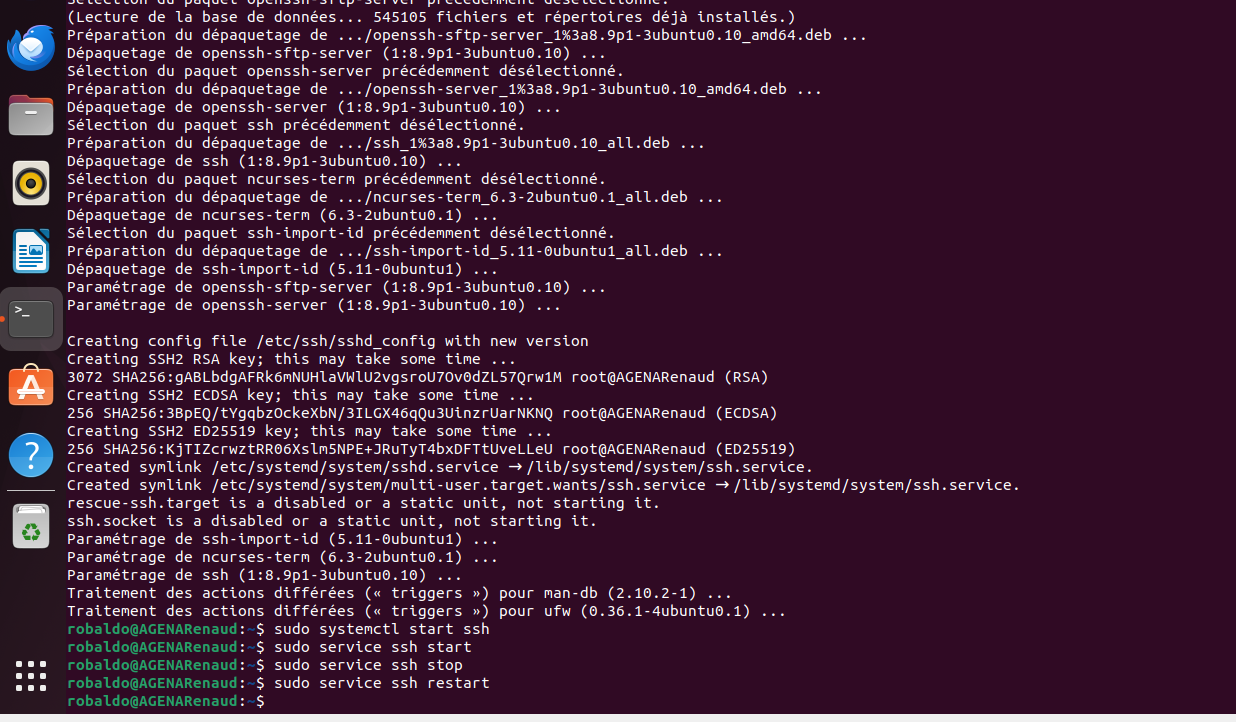 Sélection du paquet openssh-sftp-server précédemment désélectionné.
(Lecture de la base de données... 545105 fichiers et répertoires déjà installés.)
Préparation du dépaquetage de .../openssh-sftp-server_1%3a8.9p1-3ubuntu0.10_amd64.deb ...
Dépaquetage de openssh-sftp-server (1:8.9p1-3ubuntu0.10) ...
Sélection du paquet openssh-server précédemment désélectionné.
Préparation du dépaquetage de .../openssh-server_1%3a8.9p1-3ubuntu0.10_amd64.deb ...
Dépaquetage de openssh-server (1:8.9p1-3ubuntu0.10) ...
Sélection du paquet ssh précédemment désélectionné.
Préparation du dépaquetage de .../ssh_1%3a8.9p1-3ubuntu0.10_all.deb ...
Dépaquetage de ssh (1:8.9p1-3ubuntu0.10) ...
Sélection du paquet ncurses-term précédemment désélectionné.
Préparation du dépaquetage de .../ncurses-term_6.3-2ubuntu0.1_all.deb ...
Dépaquetage de ncurses-term (6.3-2ubuntu0.1) ...
Sélection du paquet ssh-import-id précédemment désélectionné.
Préparation du dépaquetage de .../ssh-import-id_5.11-0ubuntu1_all.deb ...
Dépaquetage de ssh-import-id (5.11-0ubuntu1) ...
Paramétrage de openssh-sftp-server (1:8.9p1-3ubuntu0.10) ...
Paramétrage de openssh-server (1:8.9p1-3ubuntu0.10) ...
Creating config file /etc/ssh/sshd_config with new version
Creating SSH2 RSA key; this may take some time ...
3072 SHA256:gABLbdgAFRk6mNUHlaVWlU2vgsroU7Ov0dZL57Qrw1M root@AGENARenaud (RSA)
Creating SSH2 ECDSA key; this may take some time ...
256 SHA256:3BpEQ/tYgqbzOckeXbN/3ILGX46qQu3UinzrUarNKNQ root@AGENARenaud (ECDSA)
Creating SSH2 ED25519 key; this may take some time ...
256 SHA256:KjTIZcrwztRR06Xslm5NPE+JRuTyT4bxDFTtUveLLeU root@AGENARenaud (ED25519)
Created symlink /etc/systemd/system/sshd.service → /lib/systemd/system/ssh.service.
Created symlink /etc/systemd/system/multi-user.target.wants/ssh.service → /lib/systemd/system/ssh.service.
rescue-ssh.target is a disabled or a static unit, not starting it.
ssh.socket is a disabled or a static unit, not starting it.
Paramétrage de ssh-import-id (5.11-0ubuntu1) ...
Paramétrage de ncurses-term (6.3-2ubuntu0.1) ...
Paramétrage de ssh (1:8.9p1-3ubuntu0.10) ...
Traitement des actions différées (« triggers ») pour man-db (2.10.2-1) ...
Traitement des actions différées (« triggers ») pour ufw (0.36.1-4ubuntu0.1) ...
robaldo@AGENARenaud:~$ sudo systemctl start ssh
robaldo@AGENARenaud:~$ sudo service ssh start
robaldo@AGENARenaud:~$ sudo service ssh stop
robaldo@AGENARenaud:~$ sudo service ssh restart
robaldo@AGENARenaud:~$